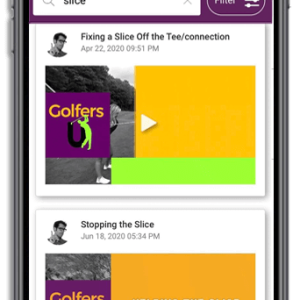 slice
Filter
Fixing a Slice Off the Tee/connection
Apr 22, 2020 09:51 PM
Golfers
U
Stopping the Slice
Jun 18, 2020 05:34 PM
Golfers